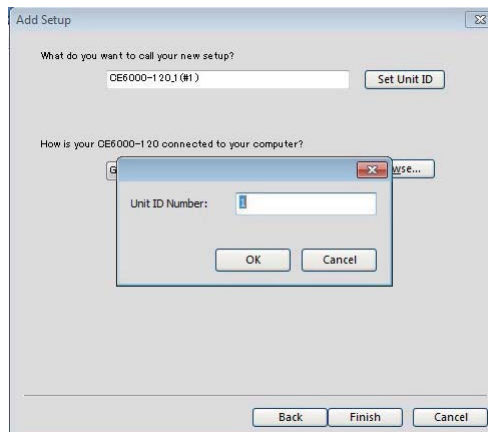 Add Setup
What do you want to call your new setup?
CE6000-120_1(#1)
Set Unit ID
How is your CE6000-120 connected to your computer?
G
wse...
Unit ID Number:
1
OK
Cancel
Back
Finish
Cancel